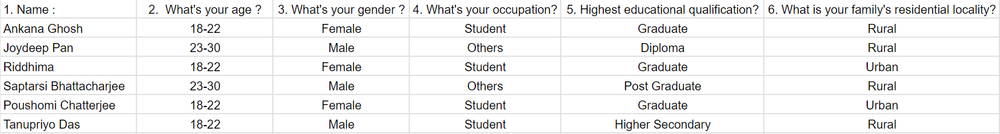 1. Name : 2. What's your age ? 3. What's your gender ? 4. What's your occupation? 5. Highest educational qualification? 6. What is your family's residential locality?
Ankana Ghosh 18-22 Female Student Graduate Rural
Joydeep Pan 23-30 Male Others Diploma Rural
Riddhima 18-22 Female Student Graduate Urban
Saptarsi Bhattacharjee 23-30 Male Others Post Graduate Rural
Poushomi Chatterjee 18-22 Female Student Graduate Urban
Tanupriyo Das 18-22 Male Student Higher Secondary Rural